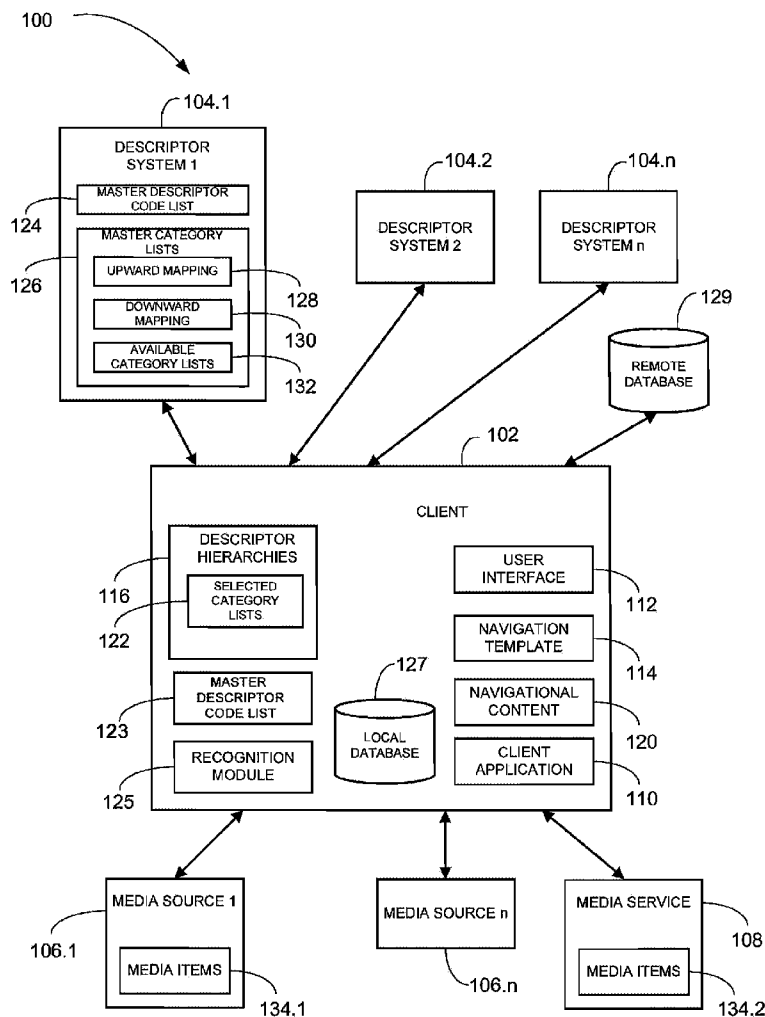 100
104.1
DESCRIPTOR
SYSTEM 1
MASTER DESCRIPTOR
CODE LIST
124
MASTER CATEGORY
LISTS
126
UPWARD MAPPING
128
DOWNWARD
MAPPING
130
AVAILABLE
CATEGORY LISTS
132
104.2
DESCRIPTOR
SYSTEM 2
104.n
DESCRIPTOR
SYSTEM n
129
REMOTE
DATABASE
102
CLIENT
DESCRIPTOR
HIERARCHIES
116
SELECTED
CATEGORY
LISTS
122
MASTER
DESCRIPTOR
CODE LIST
123
RECOGNITION
MODULE
125
127
LOCAL
DATABASE
USER
INTERFACE
112
NAVIGATION
TEMPLATE
114
NAVIGATIONAL
CONTENT
120
CLIENT
APPLICATION
110
MEDIA SOURCE 1
106.1
MEDIA ITEMS
134.1
MEDIA SOURCE n
106.n
MEDIA SERVICE
108
MEDIA ITEMS
134.2